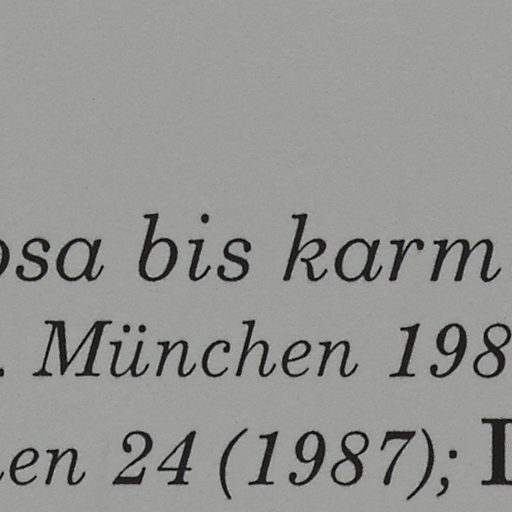 osa bis karm
. München 198
en 24 (1987);